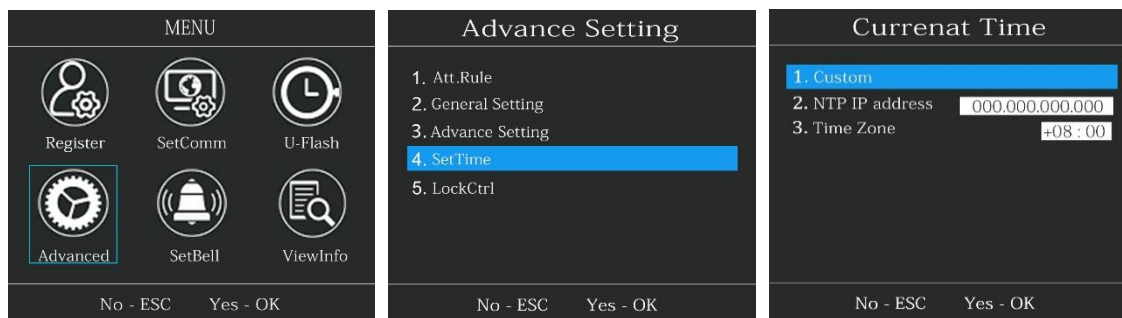 MENU
Register SetComm U-Flash
Advanced SetBell ViewInfo
No - ESC Yes - OK
Advance Setting
1. Att.Rule
2. General Setting
3. Advance Setting
4. SetTime
5. LockCtrl
No - ESC Yes - OK
Currenat Time
1. Custom
2. NTP IP address 000.000.000.000
3. Time Zone +08 : 00
No - ESC Yes - OK